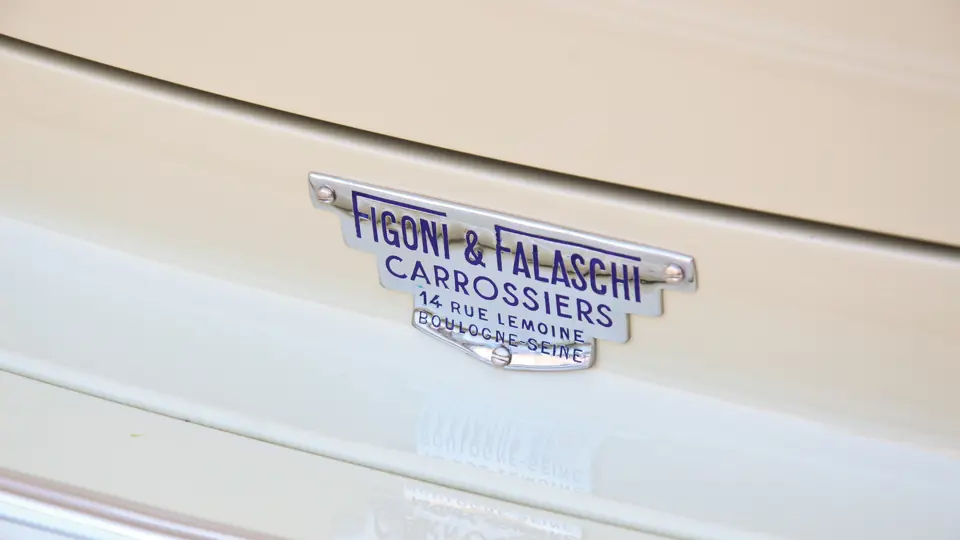 FIGONI & FALASCHI
CARROSSIERS
14 RUE LEMOINE
BOULOGNE-SEINE